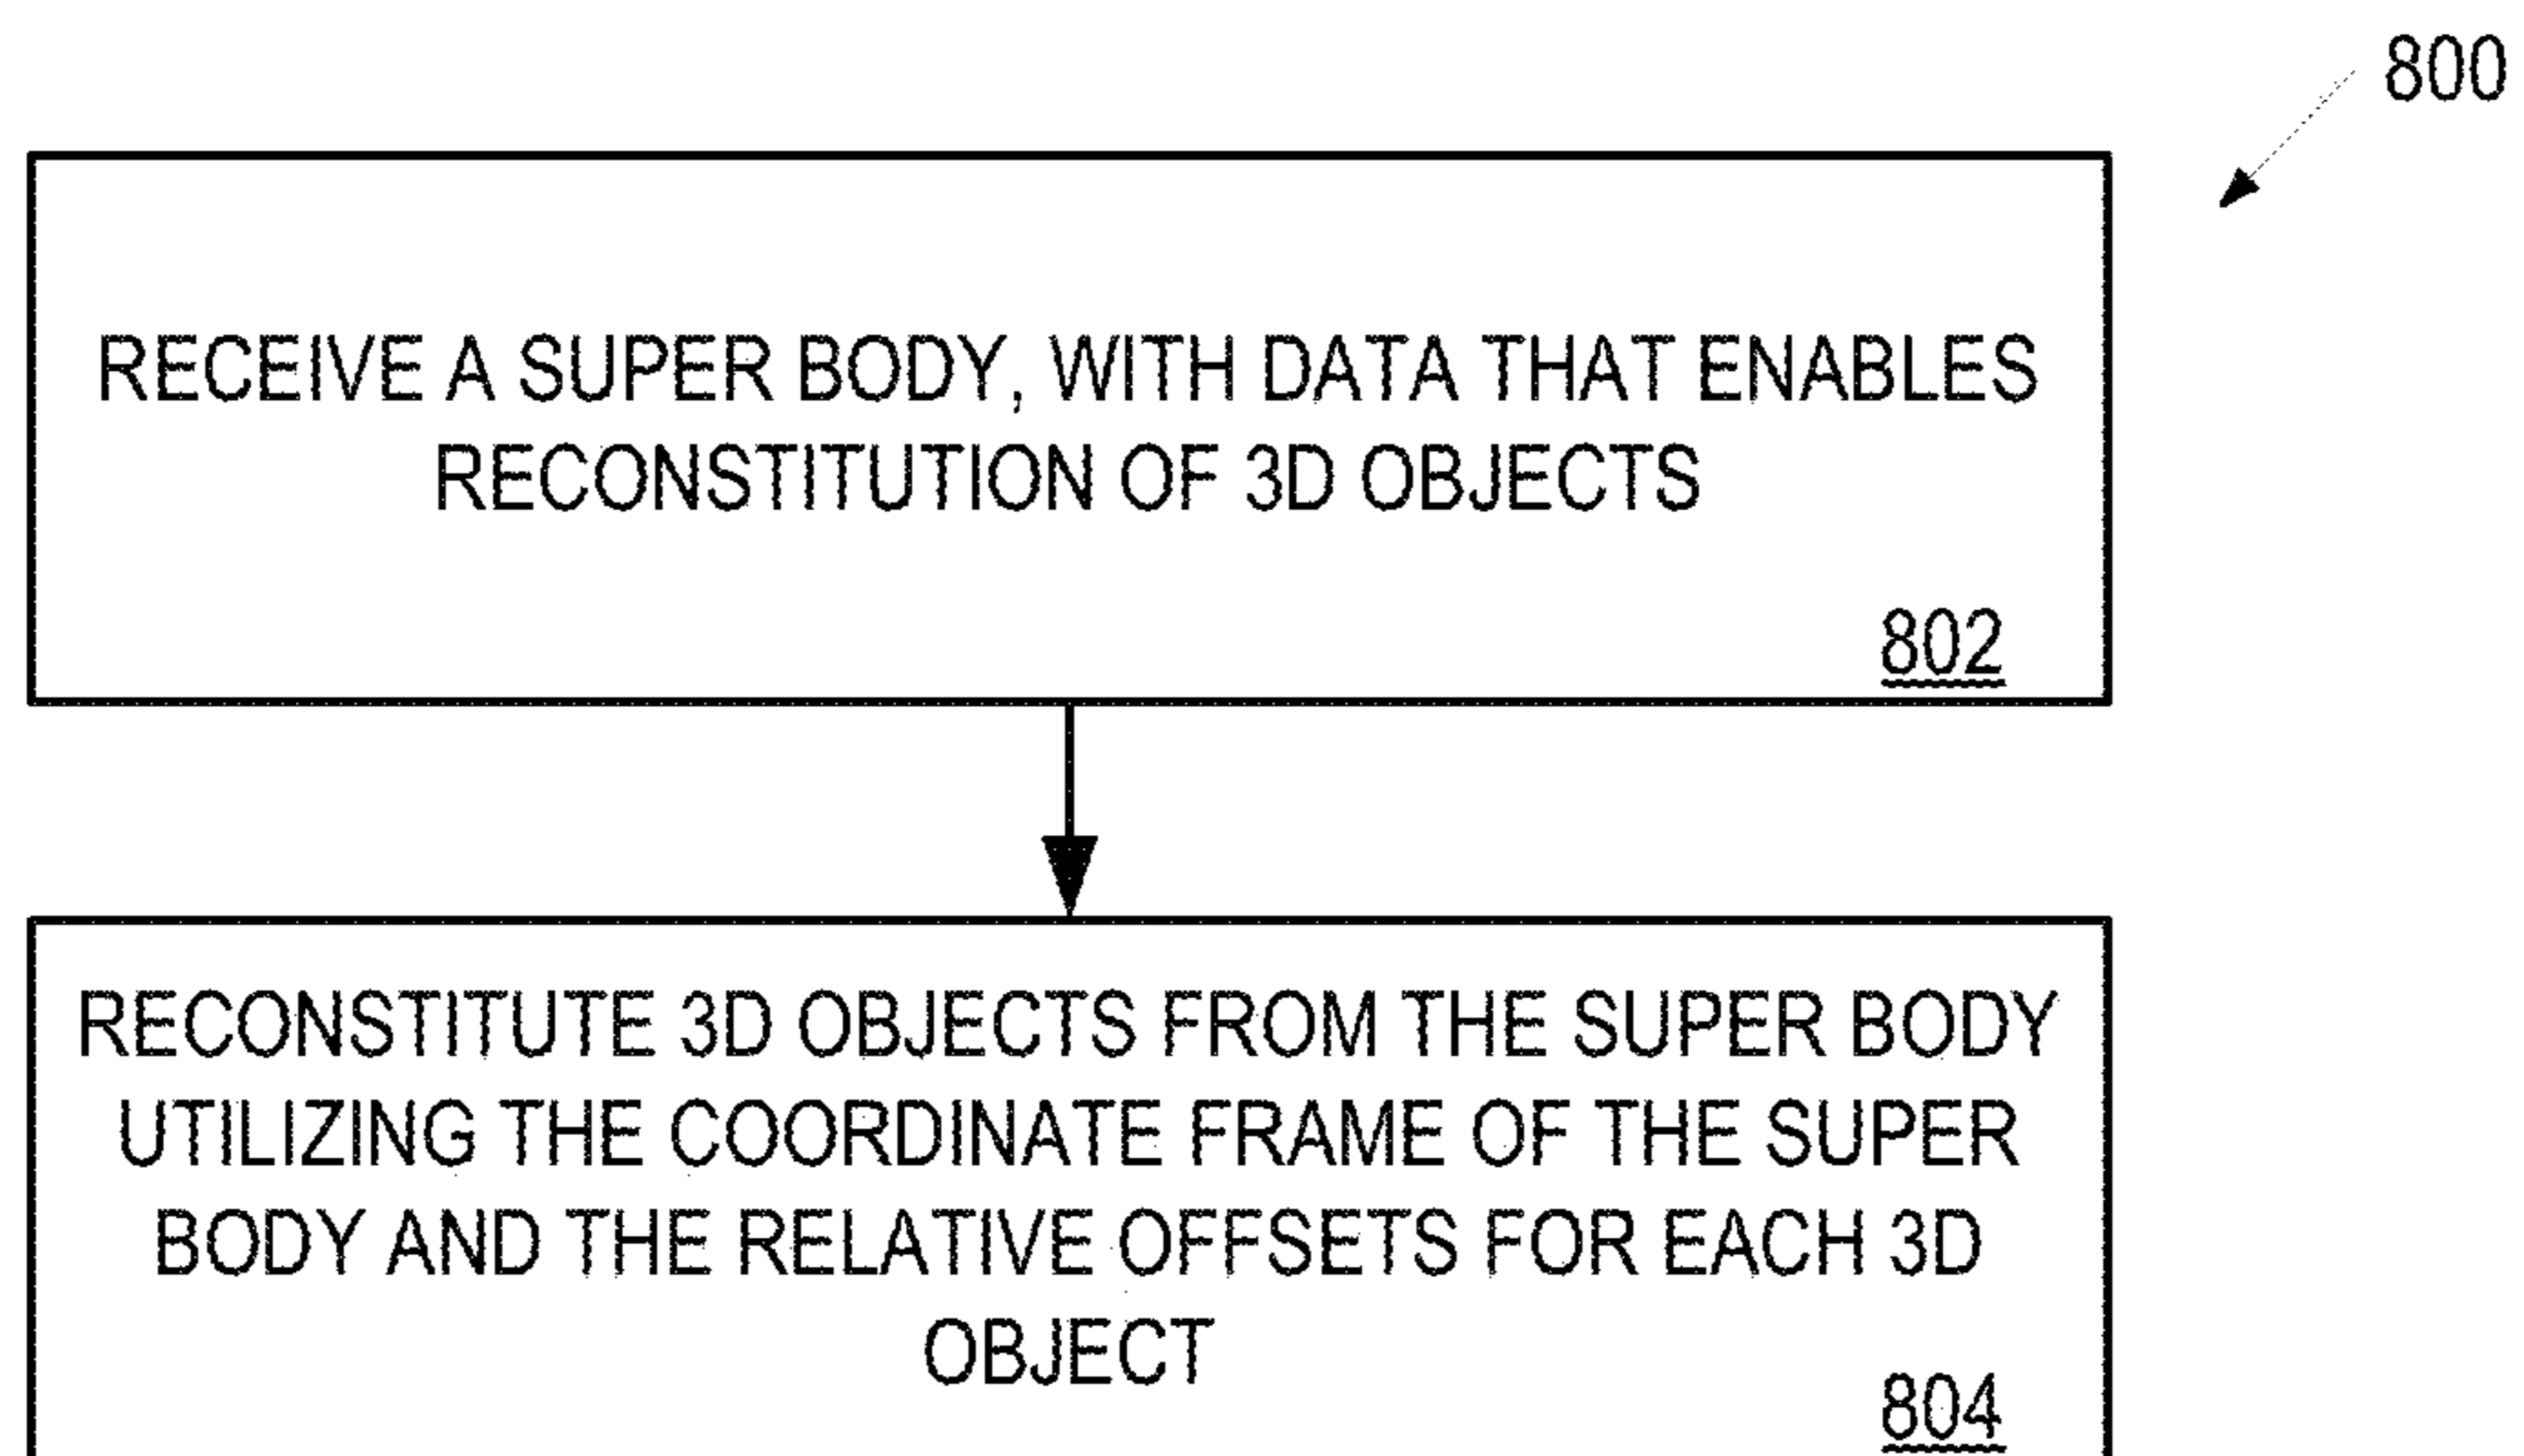 800
RECEIVE A SUPER BODY, WITH DATA THAT ENABLES
RECONSTITUTION OF 3D OBJECTS
802
RECONSTITUTE 3D OBJECTS FROM THE SUPER BODY
UTILIZING THE COORDINATE FRAME OF THE SUPER
BODY AND THE RELATIVE OFFSETS FOR EACH 3D
OBJECT
804